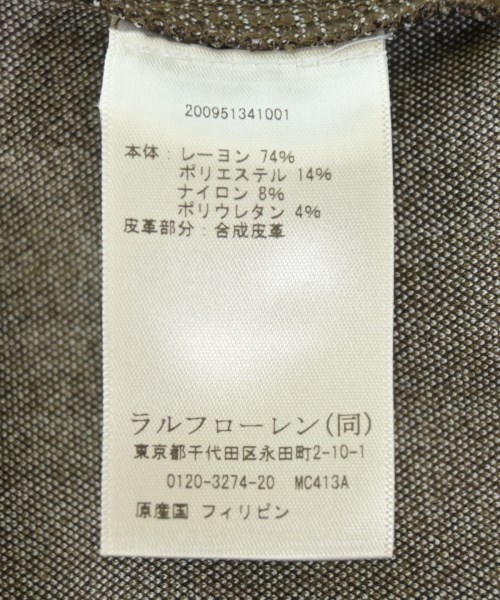 200951341001
本体：レーヨン 74%
ポリエステル 14%
ナイロン 8%
ポリウレタン 4%
皮革部分：合成皮革
ラルフローレン(同)
東京都千代田区永田町2-10-1
0120-3274-20 MC413A
原産国 フィリピン